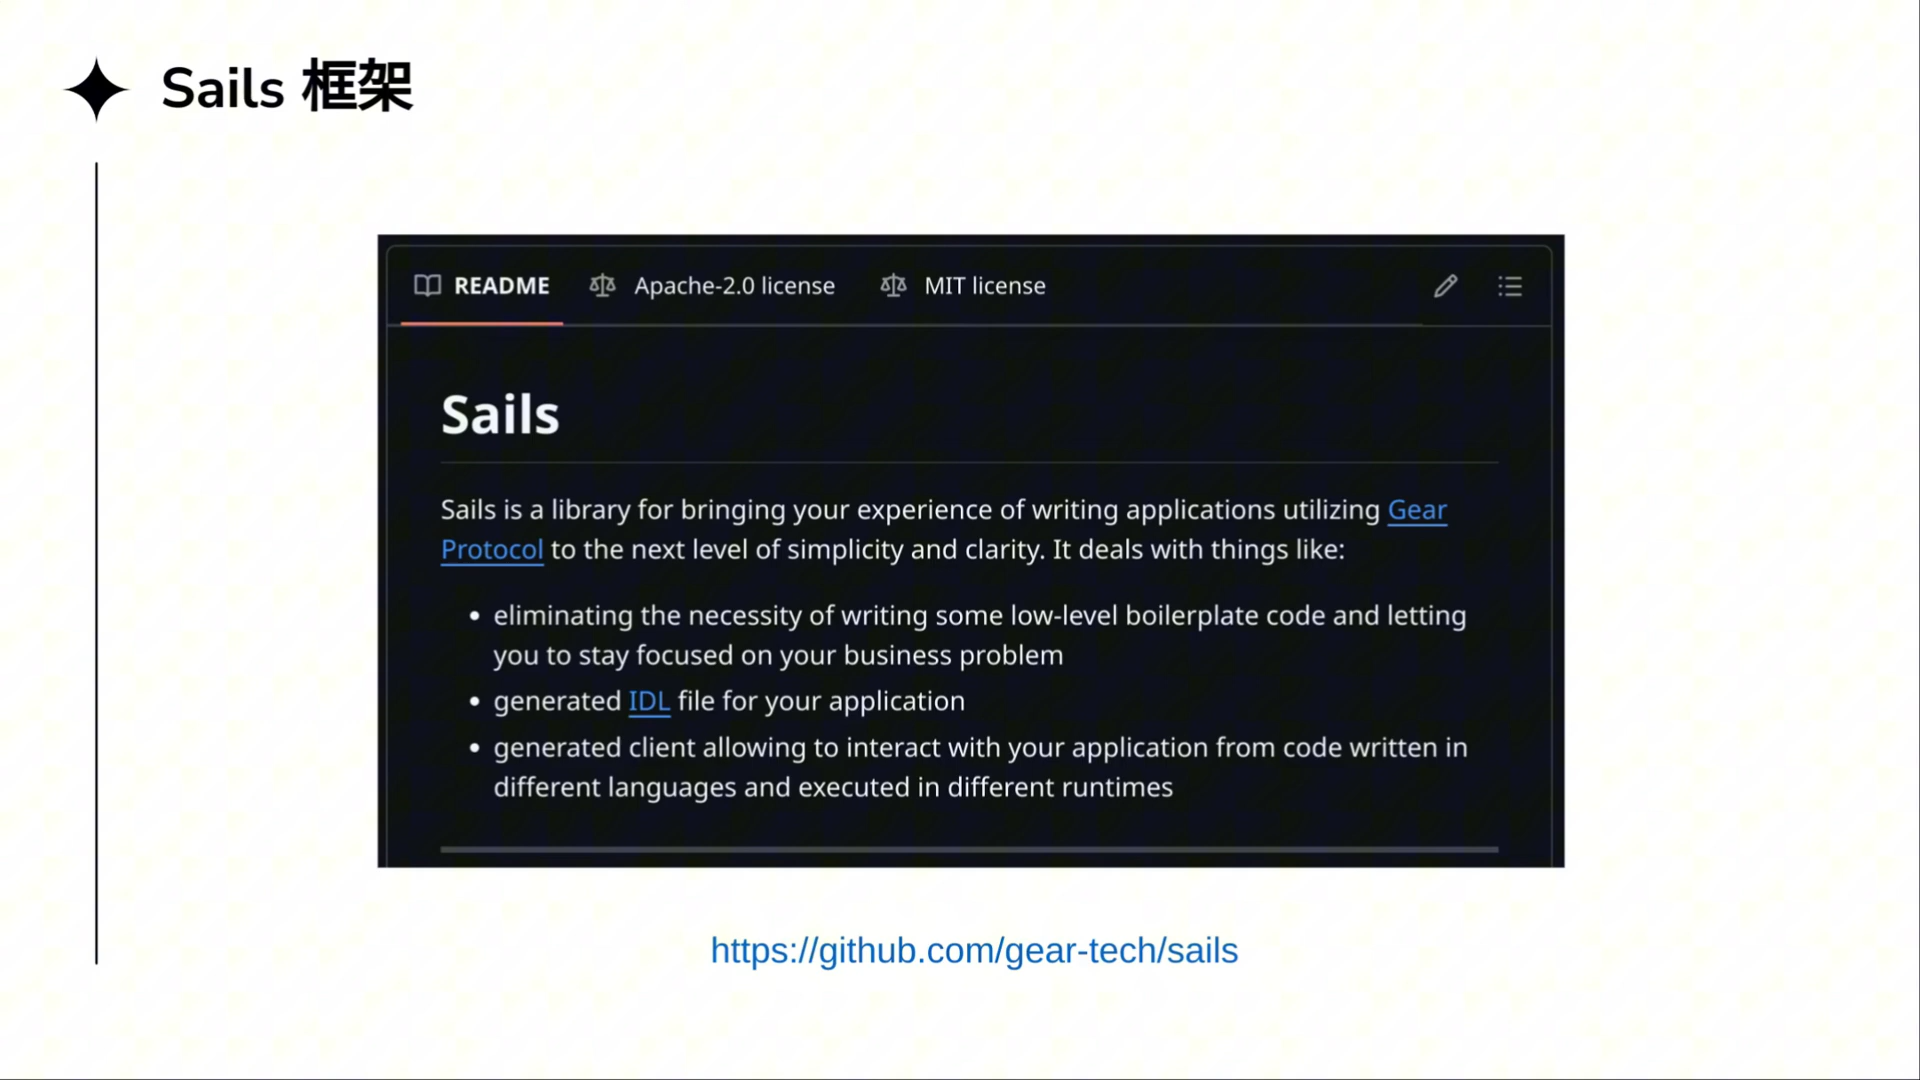 Sails 框架
README Apache-2.0 license MIT license
Sails
Sails is a library for bringing your experience of writing applications utilizing Gear
Protocol to the next level of simplicity and clarity. It deals with things like:
• eliminating the necessity of writing some low-level boilerplate code and letting
you to stay focused on your business problem
• generated IDL file for your application
• generated client allowing to interact with your application from code written in
different languages and executed in different runtimes
https://github.com/gear-tech/sails